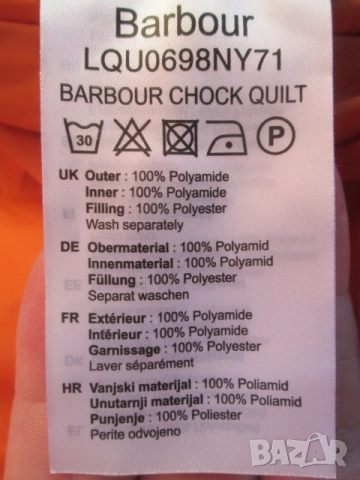 Barbour
LQU0698NY71
BARBOUR CHOCK QUILT
30 P
UK Outer : 100% Polyamide
Inner : 100% Polyamide
Filling : 100% Polyester
Wash separately
DE Obermaterial : 100% Polyamid
Innenmaterial : 100% Polyamid
Füllung : 100% Polyester
Separat waschen
FR Extérieur : 100% Polyamide
Intérieur : 100% Polyamide
Garnissage : 100% Polyester
Laver séparément
HR Vanjski materijal : 100% Poliamid
Unutarnji materijal : 100% Poliamid
Punjenje : 100% Poliester
Perite odvojeno
BAZAR
bg